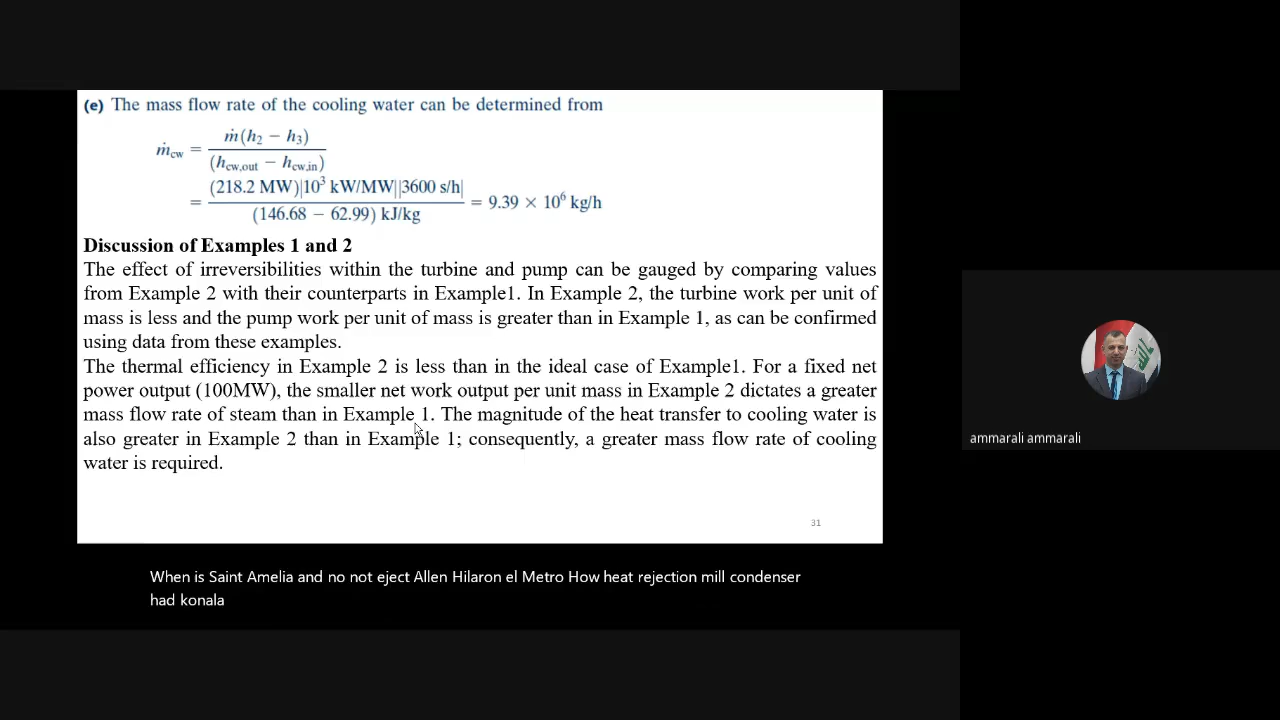 (e) The mass flow rate of the cooling water can be determined from
ṁcw = ṁ(h2 − h3) / (hcw,out − hcw,in)
= (218.2 MW)|10³ kW/MW||3600 s/h| / (146.68 − 62.99) kJ/kg = 9.39 × 10⁶ kg/h
Discussion of Examples 1 and 2
The effect of irreversibilities within the turbine and pump can be gauged by comparing values
from Example 2 with their counterparts in Example1. In Example 2, the turbine work per unit of
mass is less and the pump work per unit of mass is greater than in Example 1, as can be confirmed
using data from these examples.
The thermal efficiency in Example 2 is less than in the ideal case of Example1. For a fixed net
power output (100MW), the smaller net work output per unit mass in Example 2 dictates a greater
mass flow rate of steam than in Example 1. The magnitude of the heat transfer to cooling water is
also greater in Example 2 than in Example 1; consequently, a greater mass flow rate of cooling
water is required.
31
ammarali ammarali
When is Saint Amelia and no not eject Allen Hilaron el Metro How heat rejection mill condenser
had konala